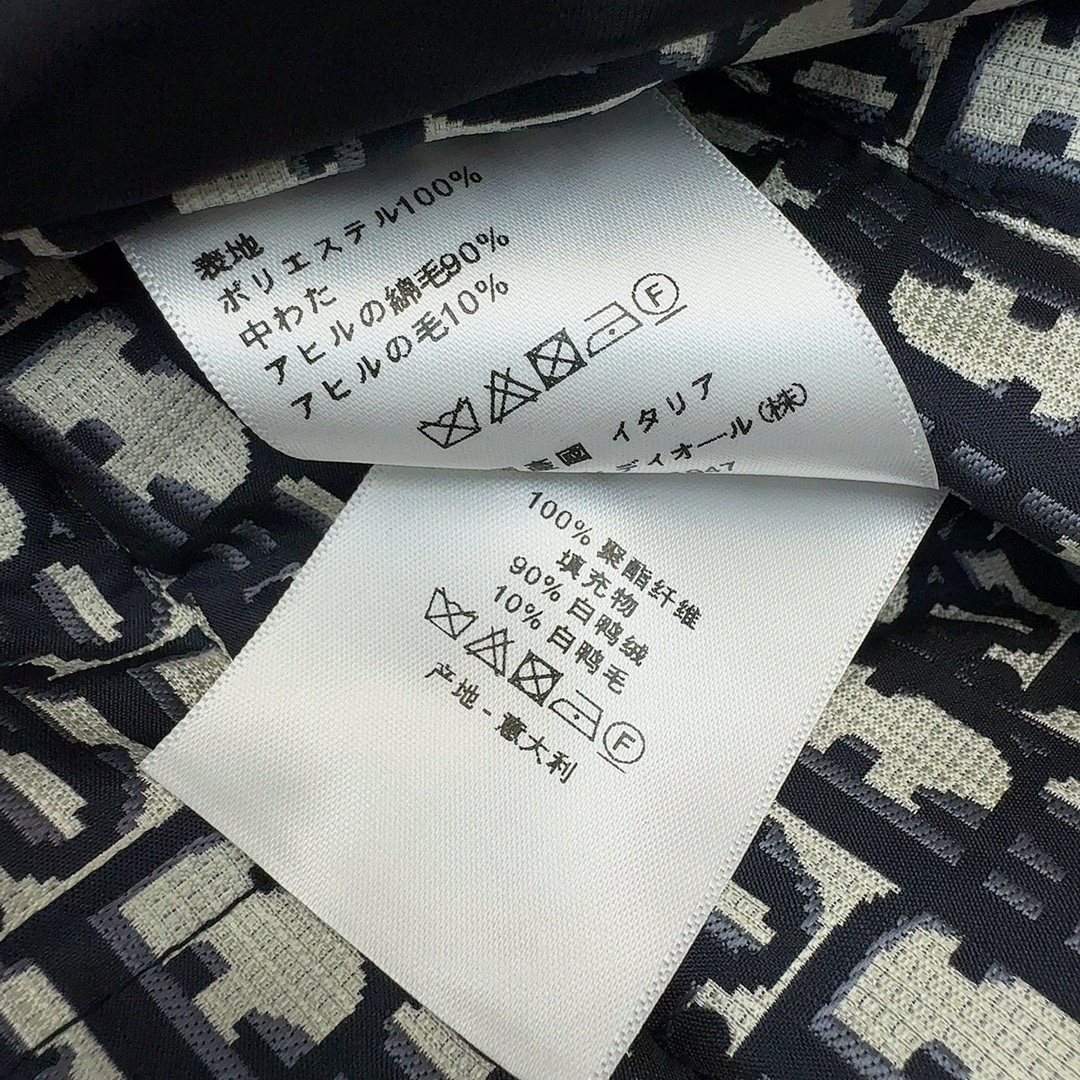 表地
ポリエステル100%
中わた
アヒルの綿毛90%
アヒルの毛10%
F
國 イタリア
ディオール(株)
100% 聚酯纤维
填充物
90% 白鸭绒
10% 白鸭毛
F
产地 - 意大利